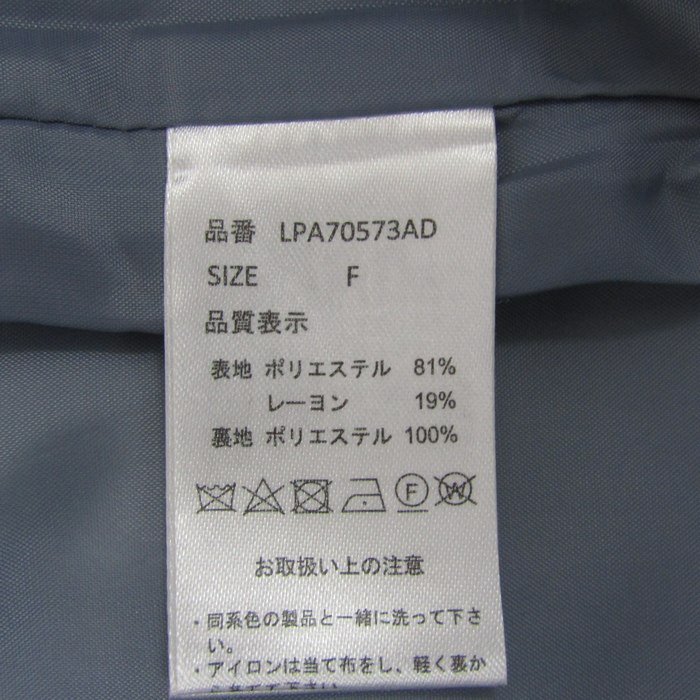 品番 LPA70573AD
SIZE F
品質表示
表地 ポリエステル 81%
レーヨン 19%
裏地 ポリエステル 100%
F W
お取扱い上の注意
・同系色の製品と一緒に洗って下さ
い。
・アイロンは当て布をし、軽く裏か